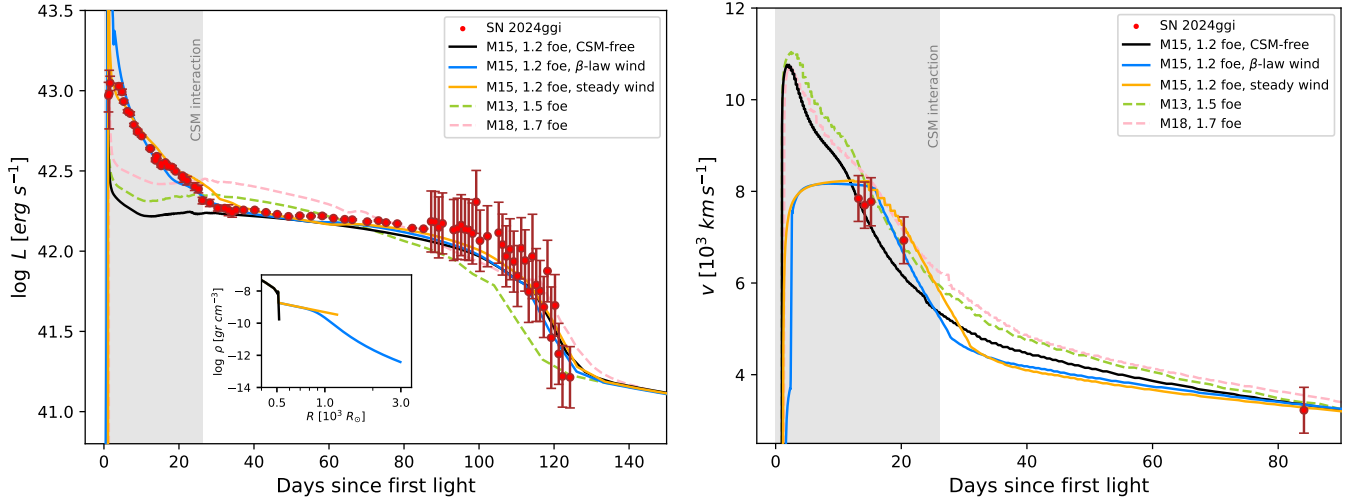 43.5
43.0
42.5
42.0
41.5
41.0
log L [erg s⁻¹]
0
20
40
60
80
100
120
140
Days since first light
CSM interaction
SN 2024ggi
M15, 1.2 foe, CSM-free
M15, 1.2 foe, β-law wind
M15, 1.2 foe, steady wind
M13, 1.5 foe
M18, 1.7 foe
−8
−10
−12
−14
log ρ [gr cm⁻³]
0.5
1.0
3.0
R [10³ R⊙]
12
10
8
6
4
v [10³ km s⁻¹]
0
20
40
60
80
Days since first light
CSM interaction
SN 2024ggi
M15, 1.2 foe, CSM-free
M15, 1.2 foe, β-law wind
M15, 1.2 foe, steady wind
M13, 1.5 foe
M18, 1.7 foe